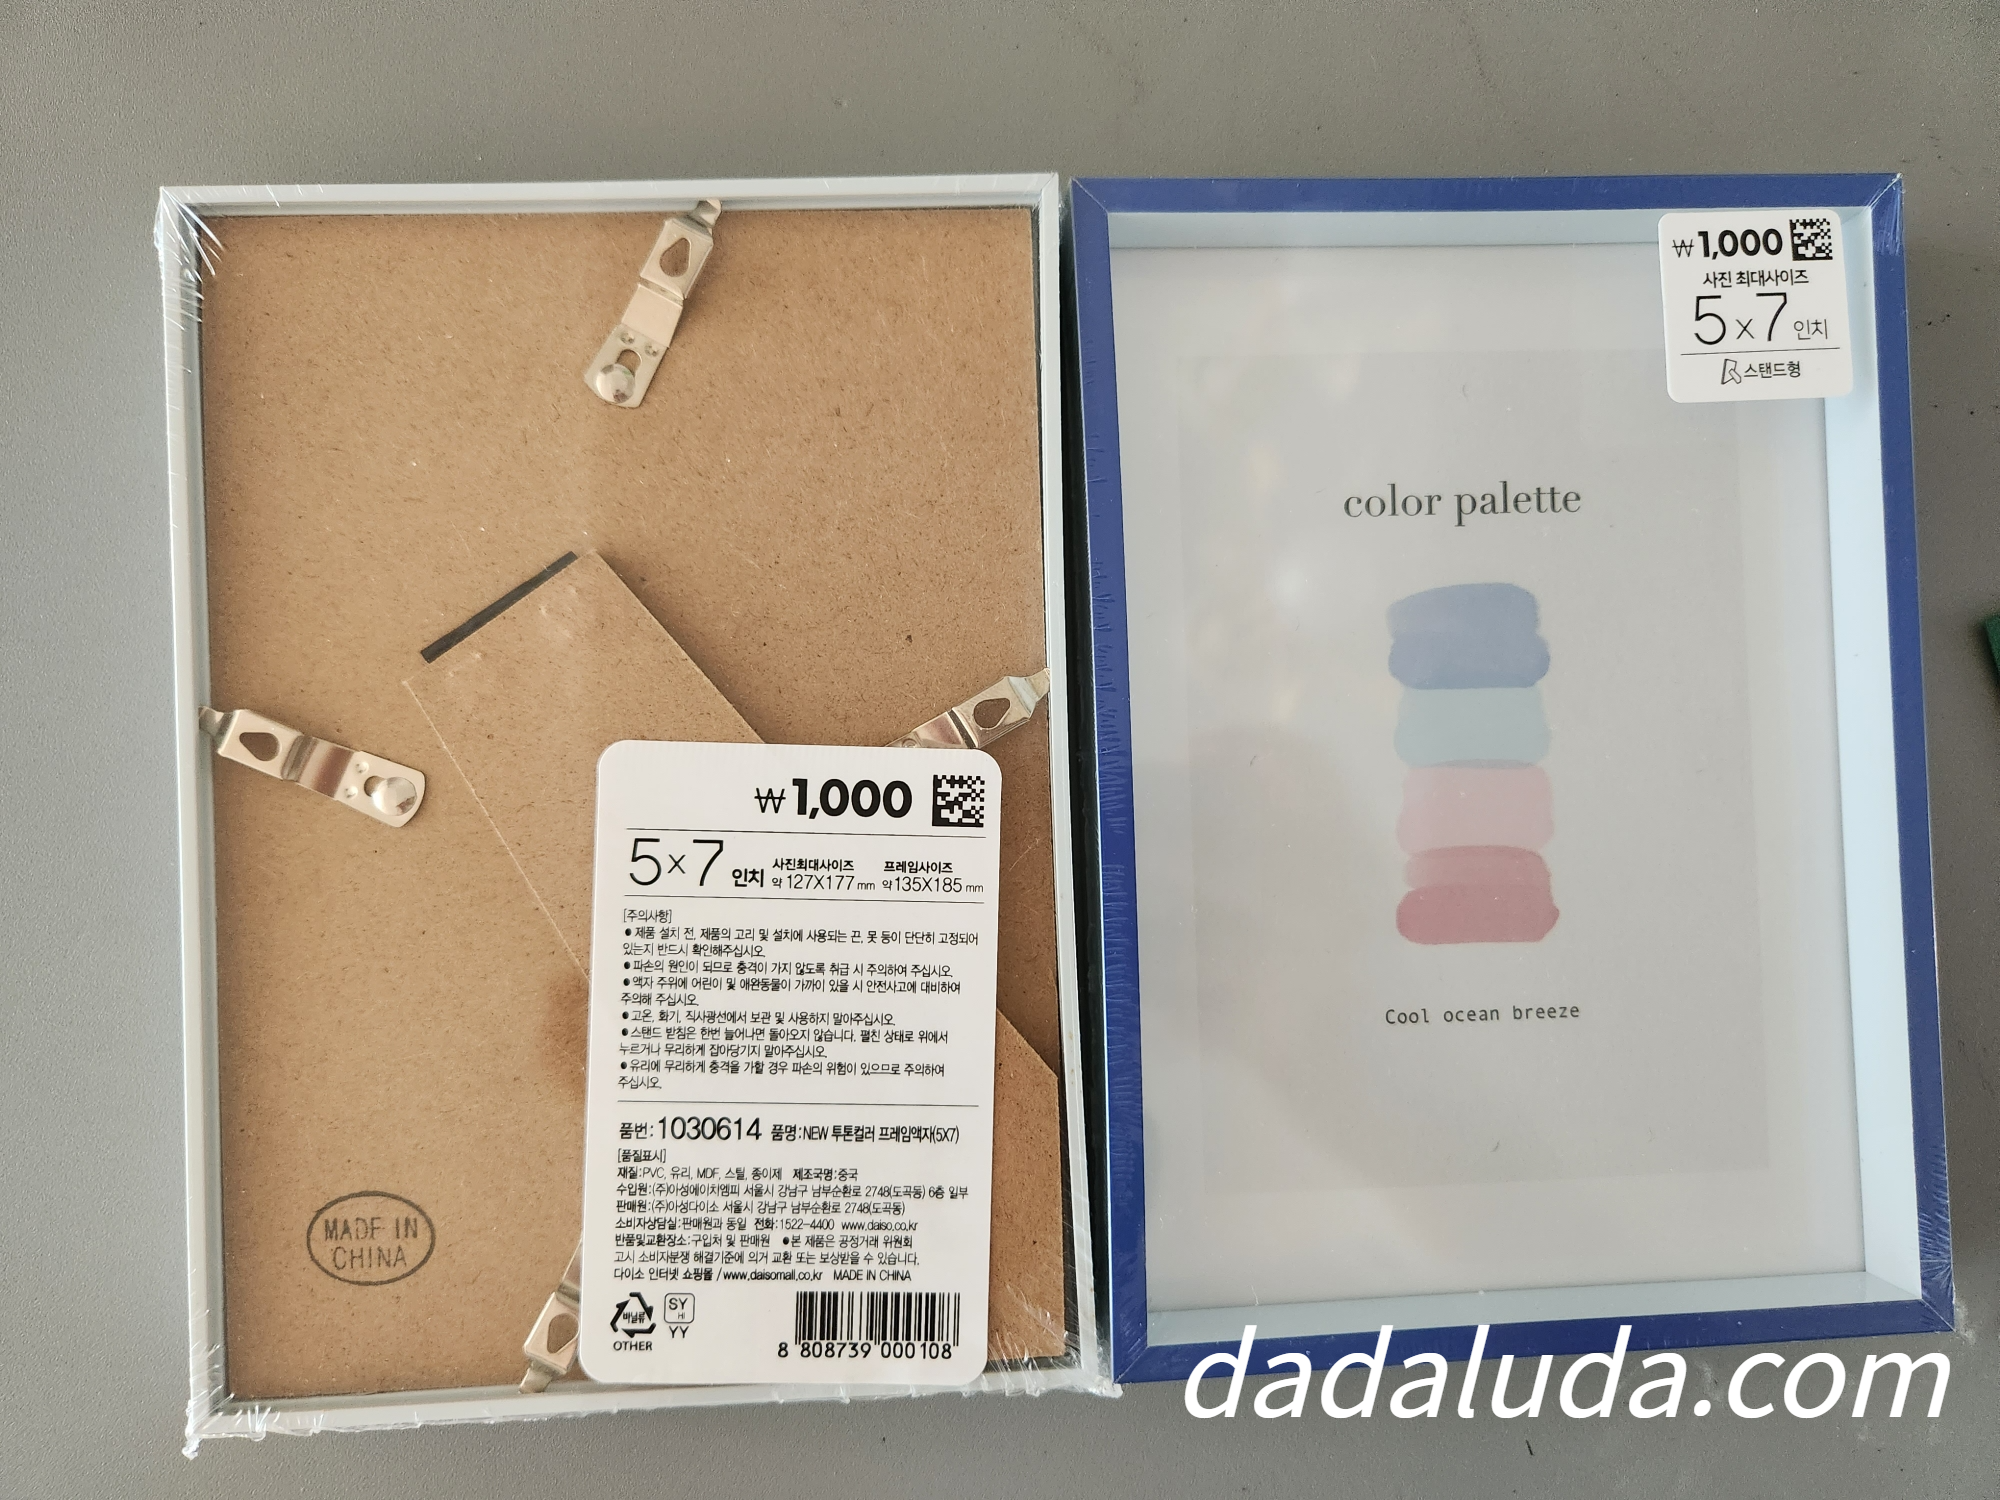 ₩1,000
5x7 인치 사진최대사이즈 약 127X177mm 프레임사이즈 약 135X185mm
[주의사항]
● 제품 설치 전, 제품의 고리 및 설치에 사용되는 끈, 못 등이 단단히 고정되어
있는지 반드시 확인해주십시오.
● 파손의 원인이 되므로 충격이 가지 않도록 취급 시 주의하여 주십시오.
● 액자 주위에 어린이 및 애완동물이 가까이 있을 시 안전사고에 대비하여
주의해 주십시오.
● 고온, 화기, 직사광선에서 보관 및 사용하지 말아주십시오.
● 스탠드 받침은 한번 늘어나면 돌아오지 않습니다. 펼친 상태로 위에서
누르거나 무리하게 잡아당기지 말아주십시오.
● 유리에 무리하게 충격을 가할 경우 파손의 위험이 있으므로 주의하여
주십시오.
품번:1030614 품명:NEW 투톤컬러 프레임액자(5X7)
[품질표시]
재질:PVC, 유리, MDF, 스틸, 종이제 제조국명:중국
수입원:(주)아성에이치엠피 서울시 강남구 남부순환로 2748(도곡동) 6층 일부
판매원:(주)아성다이소 서울시 강남구 남부순환로 2748(도곡동)
소비자상담실:판매원과 동일 전화:1522-4400 www.daiso.co.kr
반품및교환장소:구입처 및 판매원 ●본 제품은 공정거래 위원회
고시 소비자분쟁 해결기준에 의거 교환 또는 보상받을 수 있습니다.
다이소 인터넷 쇼핑몰 /www.daisomall.co.kr MADE IN CHINA
바닐류
OTHER
SY
HI
YY
8 808739 000108
MADE IN
CHINA
₩1,000
사진 최대사이즈
5x7 인치
스탠드형
color palette
Cool ocean breeze
dadaluda.com